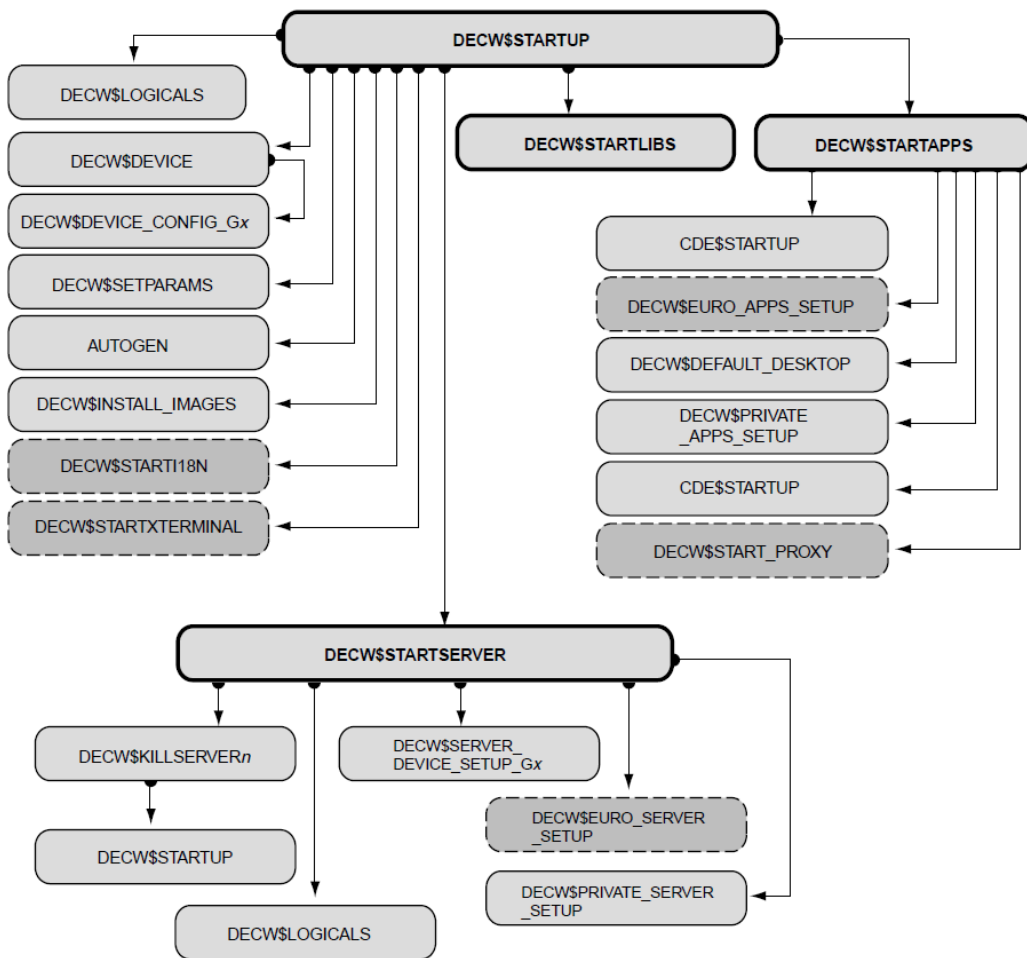 DECW$STARTUP
DECW$LOGICALS
DECW$DEVICE
DECW$DEVICE_CONFIG_Gx
DECW$SETPARAMS
AUTOGEN
DECW$INSTALL_IMAGES
DECW$STARTI18N
DECW$STARTXTERMINAL
DECW$STARTLIBS
DECW$STARTAPPS
CDE$STARTUP
DECW$EURO_APPS_SETUP
DECW$DEFAULT_DESKTOP
DECW$PRIVATE
_APPS_SETUP
CDE$STARTUP
DECW$START_PROXY
DECW$STARTSERVER
DECW$KILLSERVERn
DECW$STARTUP
DECW$LOGICALS
DECW$SERVER_
DEVICE_SETUP_Gx
DECW$EURO_SERVER
_SETUP
DECW$PRIVATE_SERVER
_SETUP